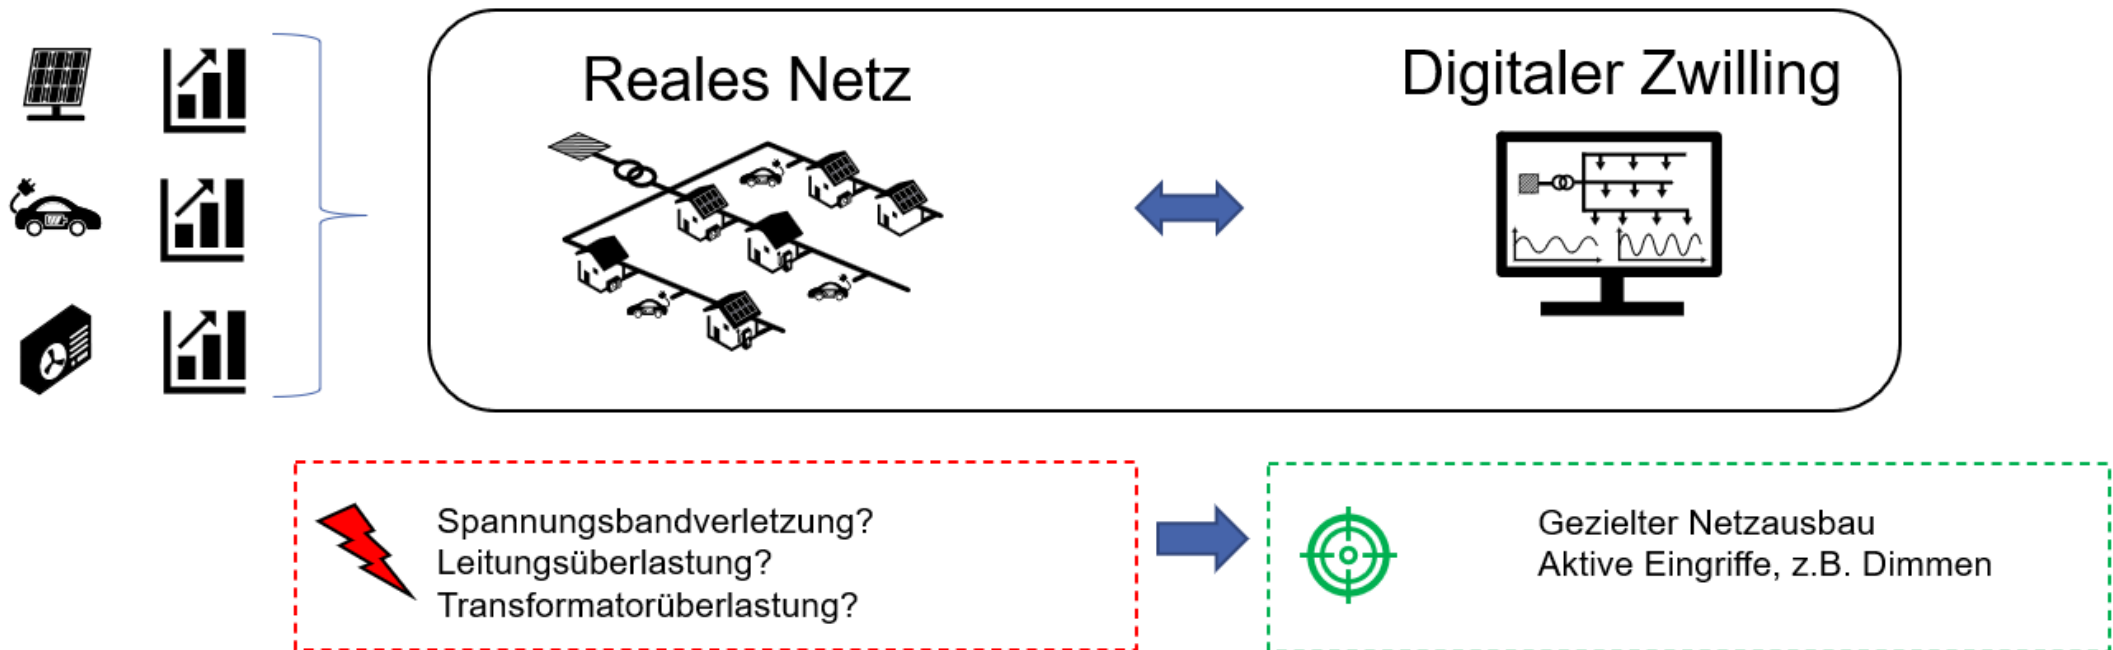 Reales Netz
Digitaler Zwilling
Spannungsbandverletzung?
Leitungsüberlastung?
Transformatorüberlastung?
Gezielter Netzausbau
Aktive Eingriffe, z.B. Dimmen